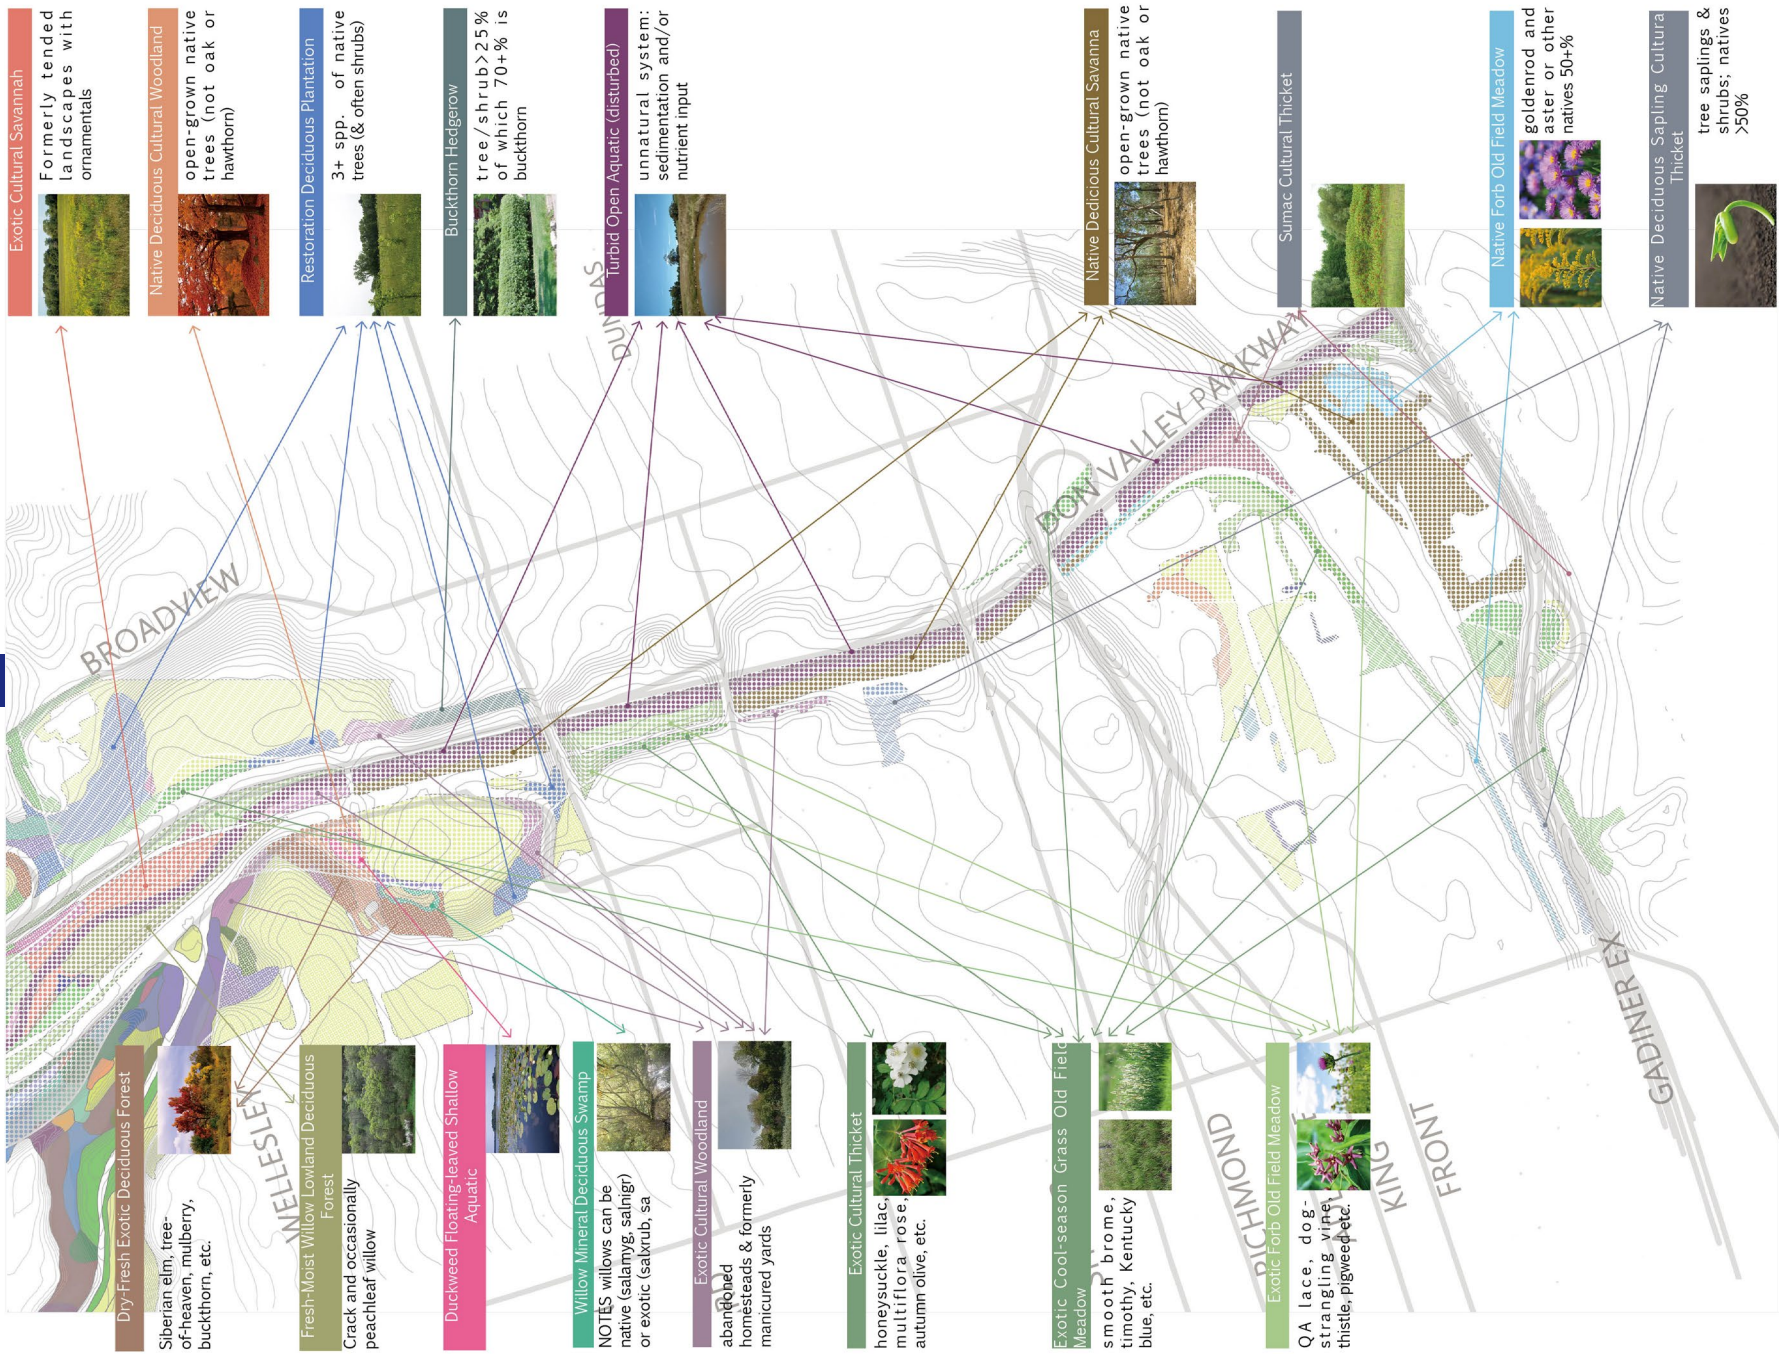 Exotic Cultural Savannah
Formerly tended
landscapes with
ornamentals
Native Deciduous Cultural Woodland
open-grown native
trees (not oak or
hawthorn)
Restoration Deciduous Plantation
3+ spp. of native
trees (& often shrubs)
Buckthorn Hedgerow
tree/shrub>25%
of which 70+% is
buckthorn
Turbid Open Aquatic (disturbed)
unnatural system:
sedimentation and/or
nutrient input
Native Dedicious Cultural Savanna
open-grown native
trees (not oak or
hawthorn)
Sumac Cultural Thicket
Native Forb Old Field Meadow
goldenrod and
aster or other
natives 50+%
Native Deciduous Sapling Cultura
Thicket
tree saplings &
shrubs; natives
>50%
BROADVIEW
DUNDAS
DON VALLEY PARKWAY
WELLESLEY
RICHMOND
KING
FRONT
GADINER EX
Dry-Fresh Exotic Deciduous Forest
Siberian elm, tree-
of-heaven, mulberry,
buckthorn, etc.
Fresh-Moist Willow Lowland Deciduous
Forest
Crack and occasionally
peachleaf willow
Duckweed Floating-leaved Shallow
Aquatic
Willow Mineral Deciduous Swamp
NOTES willows can be
native (salamyg, salnigr)
or exotic (salxrub, sa
Exotic Cultural Woodland
abandoned
homesteads & formerly
manicured yards
Exotic Cultural Thicket
honeysuckle, lilac,
multiflora rose,
autumn olive, etc.
Exotic Cool-season Grass Old Field
Meadow
smooth brome,
timothy, Kentucky
blue, etc.
Exotic Forb Old Field Meadow
QA lace, dog-
strangling vine,
thistle, pigweed etc.